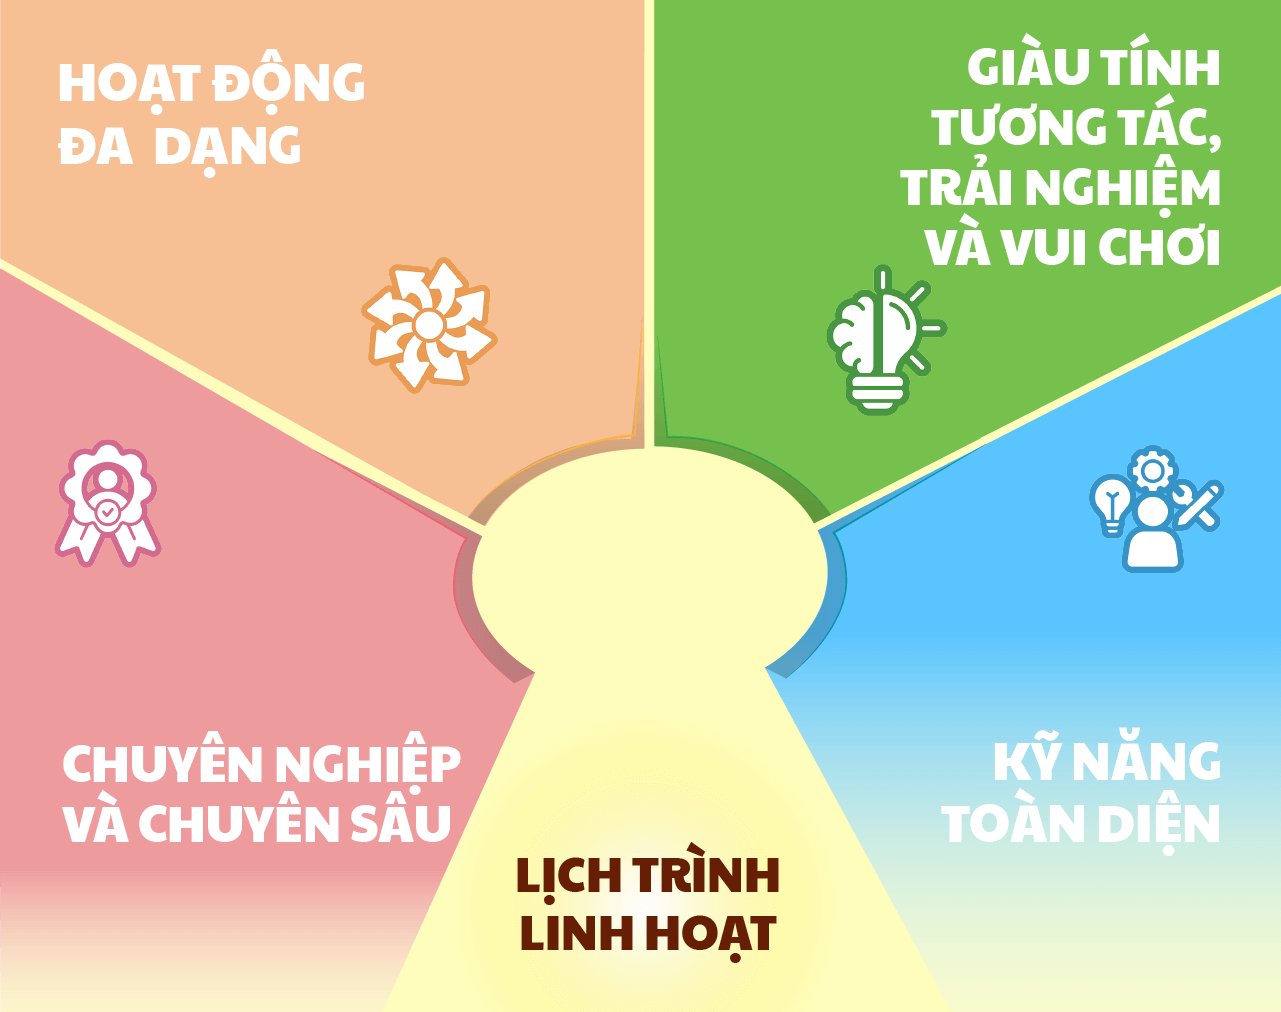 HOẠT ĐỘNG
ĐA DẠNG
GIÀU TÍNH
TƯƠNG TÁC,
TRẢI NGHIỆM
VÀ VUI CHƠI
CHUYÊN NGHIỆP
VÀ CHUYÊN SÂU
KỸ NĂNG
TOÀN DIỆN
LỊCH TRÌNH
LINH HOẠT